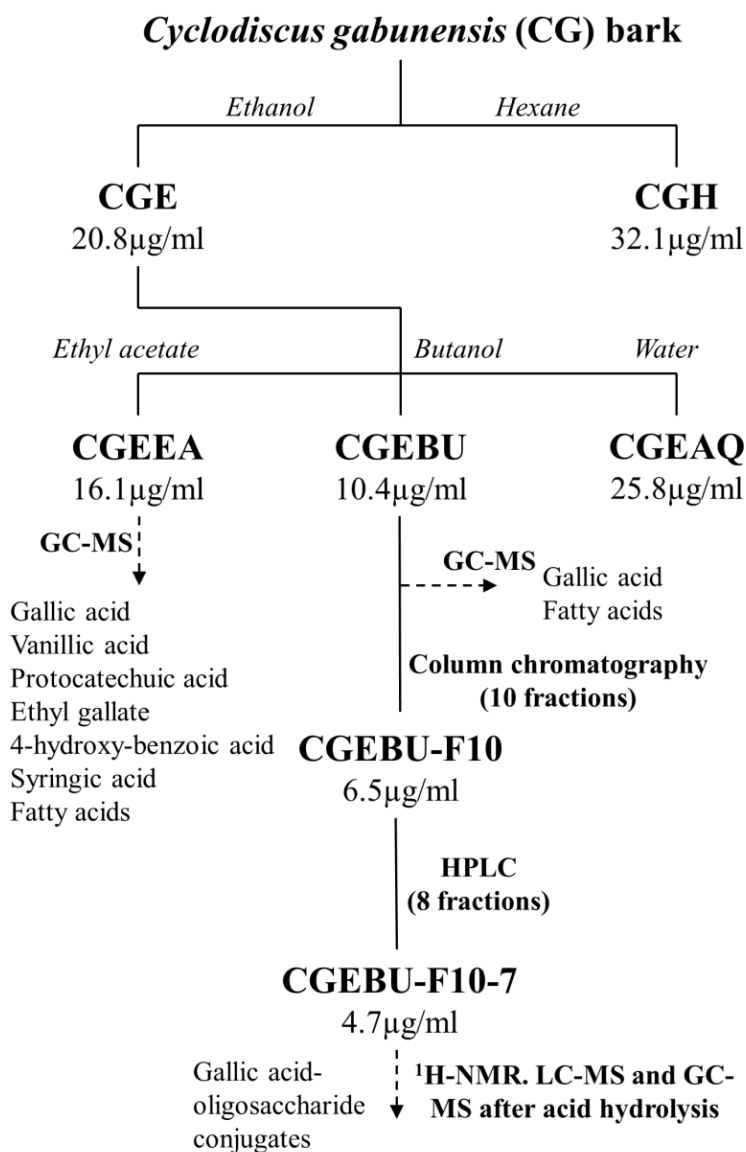 Cyclodiscus gabunensis (CG) bark
Ethanol
Hexane
CGE
20.8µg/ml
CGH
32.1µg/ml
Ethyl acetate
Butanol
Water
CGEEA
16.1µg/ml
CGEBU
10.4µg/ml
CGEAQ
25.8µg/ml
GC-MS
Gallic acid
Vanillic acid
Protocatechuic acid
Ethyl gallate
4-hydroxy-benzoic acid
Syringic acid
Fatty acids
GC-MS
Gallic acid
Fatty acids
Column chromatography
(10 fractions)
CGEBU-F10
6.5µg/ml
HPLC
(8 fractions)
CGEBU-F10-7
4.7µg/ml
Gallic acid-
oligosaccharide
conjugates
¹H-NMR. LC-MS and GC-
MS after acid hydrolysis